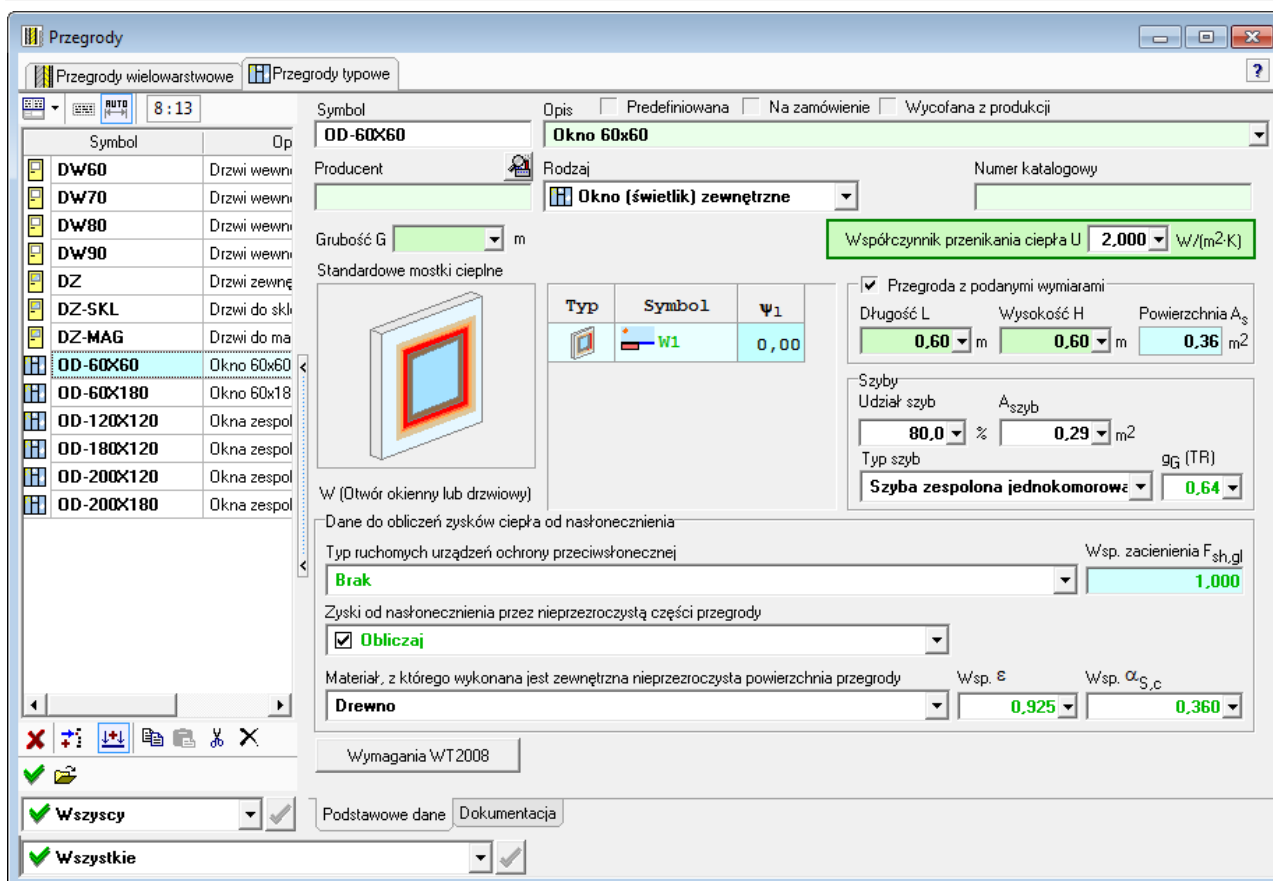 Przegrody
Przegrody wielowarstwowe
Przegrody typowe
?
AUTO
8 : 13
Symbol
Op
DW60
Drzwi wewn
DW70
Drzwi wewn
DW80
Drzwi wewn
DW90
Drzwi wewn
DZ
Drzwi zewnę
DZ-SKL
Drzwi do skl
DZ-MAG
Drzwi do ma
OD-60X60
Okno 60x60
OD-60X180
Okno 60x18
OD-120X120
Okna zespol
OD-180X120
Okna zespol
OD-200X120
Okna zespol
OD-200X180
Okna zespol
Wszyscy
Wszystkie
Symbol
OD-60X60
Opis
Predefiniowana
Na zamówienie
Wycofana z produkcji
Okno 60x60
Producent
Rodzaj
Okno (świetlik) zewnętrzne
Numer katalogowy
Grubość G
m
Współczynnik przenikania ciepła U
2,000
W/(m2·K)
Standardowe mostki cieplne
W (Otwór okienny lub drzwiowy)
Typ
Symbol
Ψ1
W1
0,00
Przegroda z podanymi wymiarami
Długość L
Wysokość H
Powierzchnia As
0,60
m
0,60
m
0,36
m2
Szyby
Udział szyb
Aszyb
80,0
%
0,29
m2
Typ szyb
gG (TR)
Szyba zespolona jednokomorowa
0,64
Dane do obliczeń zysków ciepła od nasłonecznienia
Typ ruchomych urządzeń ochrony przeciwsłonecznej
Wsp. zacienienia Fsh,gl
Brak
1,000
Zyski od nasłonecznienia przez nieprzezroczystą części przegrody
Obliczaj
Materiał, z którego wykonana jest zewnętrzna nieprzezroczysta powierzchnia przegrody
Wsp. ε
Wsp. αS,c
Drewno
0,925
0,360
Wymagania WT2008
Podstawowe dane
Dokumentacja